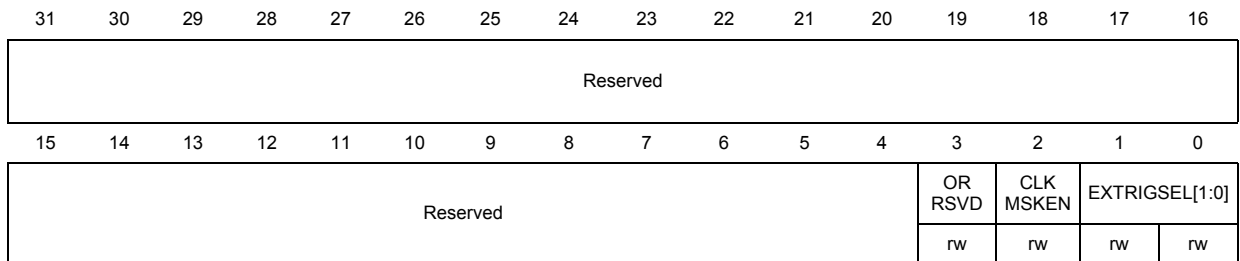 31 30 29 28 27 26 25 24 23 22 21 20 19 18 17 16
Reserved
15 14 13 12 11 10 9 8 7 6 5 4 3 2 1 0
Reserved
OR
RSVD
CLK
MSKEN
EXTRIGSEL[1:0]
rw rw rw rw